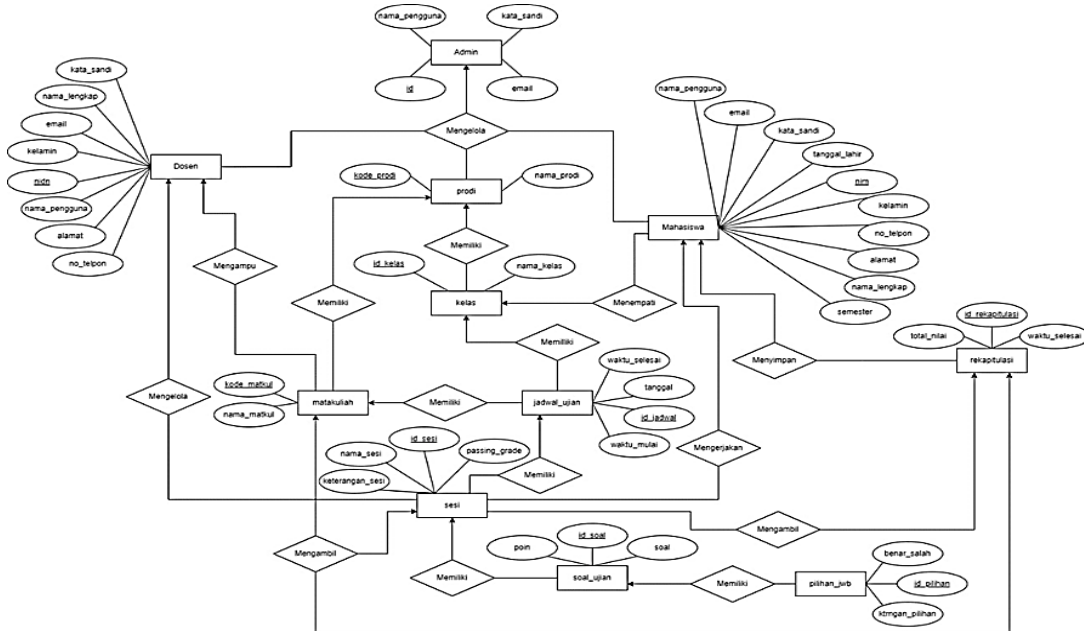 nama_pengguna
kata_sandi
Admin
id
email
kata_sandi
nama_lengkap
email
kelamin
nidn
nama_pengguna
alamat
no_telpon
Dosen
Mengelola
nama_pengguna
email
kata_sandi
tanggal_lahir
nim
kelamin
no_telpon
alamat
nama_lengkap
semester
Mahasiswa
kode_prodi
nama_prodi
prodi
Mengampu
Memiliki
Memiliki
id_kelas
nama_kelas
kelas
Menempati
Memiliki
Menyimpan
id_rekapitulasi
total_nilai
waktu_selesai
rekapitulasi
Mengelola
kode_matkul
nama_matkul
matakuliah
Memiliki
jadwal_ujian
waktu_selesai
tanggal
id_jadwal
waktu_mulai
Mengerjakan
id_sesi
nama_sesi
passing_grade
keterangan_sesi
Memiliki
sesi
Mengambil
Mengambil
id_soal
poin
soal
Memiliki
soal_ujian
Memiliki
pilihan_jwb
benar_salah
id_pilihan
ktrngan_pilihan